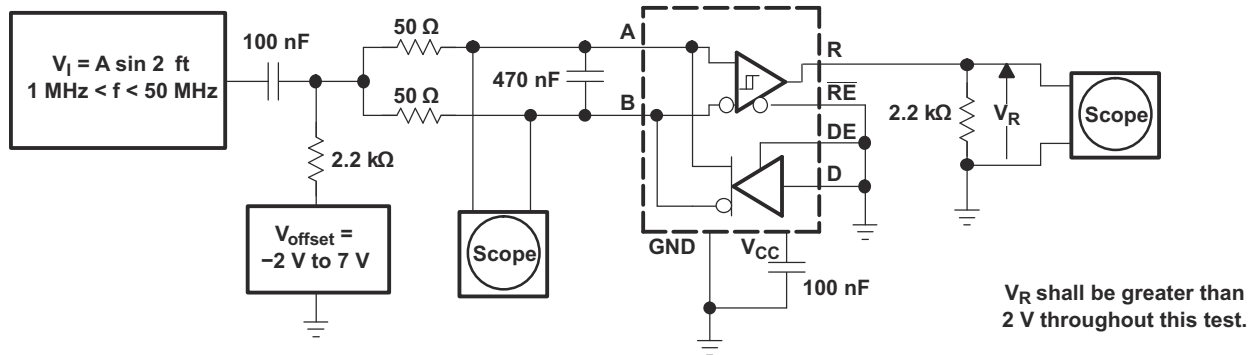 V_I = A sin 2 ft
1 MHz < f < 50 MHz
100 nF
50 Ω
50 Ω
2.2 kΩ
V_offset =
−2 V to 7 V
470 nF
Scope
A
B
R
R̅E̅
DE
D
GND
V_CC
100 nF
2.2 kΩ
V_R
Scope
V_R shall be greater than
2 V throughout this test.